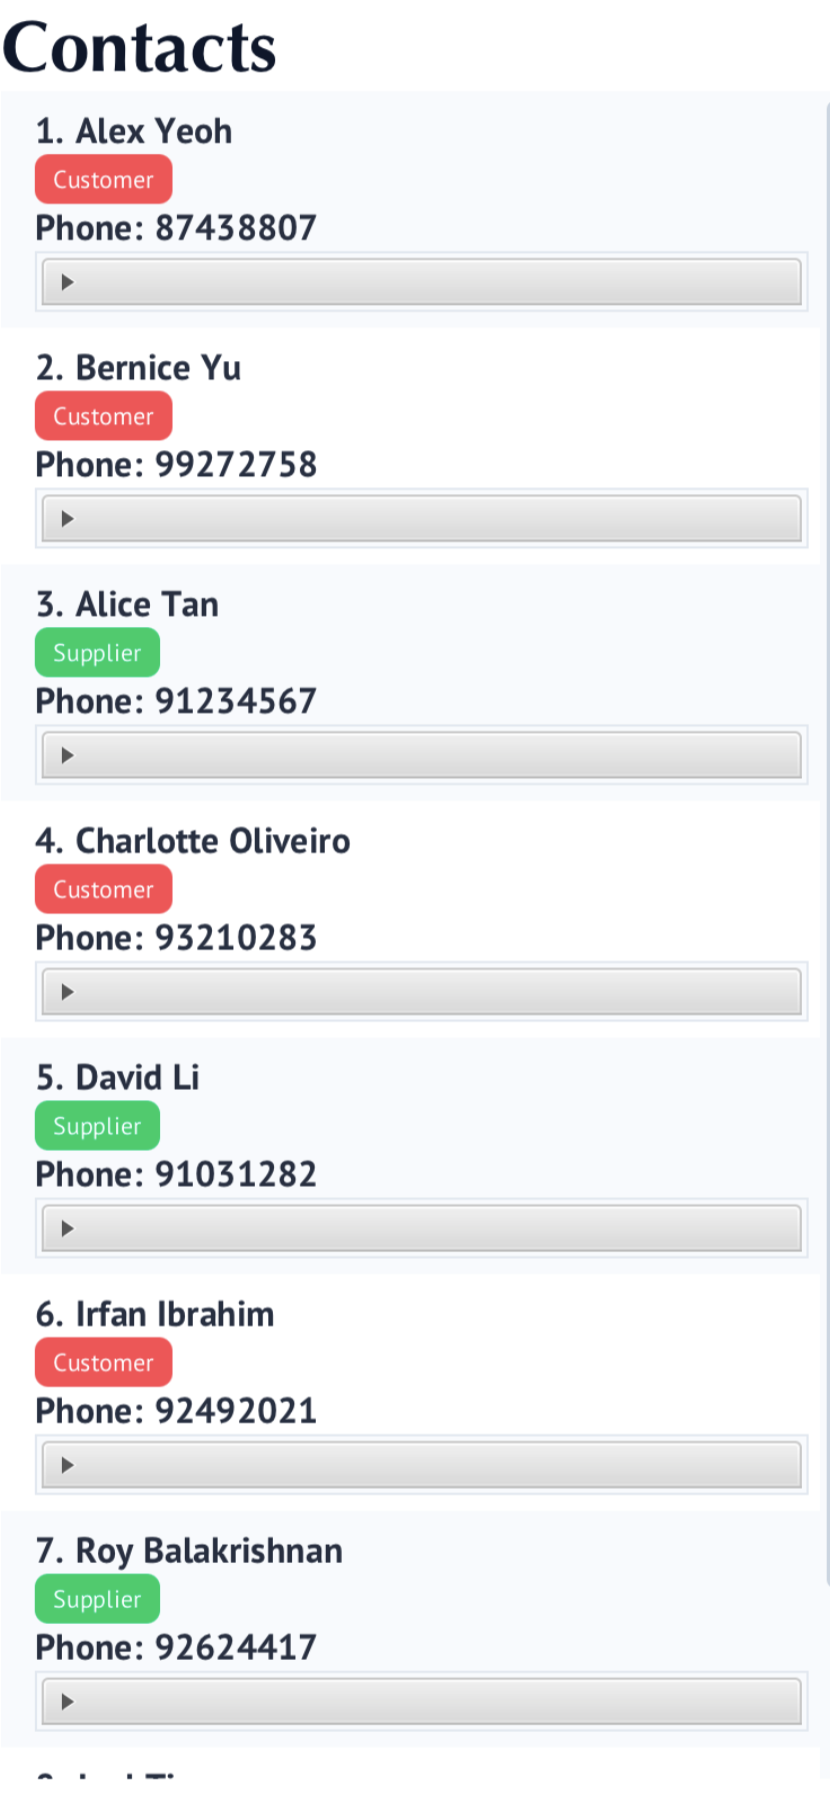 Contacts
1. Alex Yeoh
Customer
Phone: 87438807
2. Bernice Yu
Customer
Phone: 99272758
3. Alice Tan
Supplier
Phone: 91234567
4. Charlotte Oliveiro
Customer
Phone: 93210283
5. David Li
Supplier
Phone: 91031282
6. Irfan Ibrahim
Customer
Phone: 92492021
7. Roy Balakrishnan
Supplier
Phone: 92624417